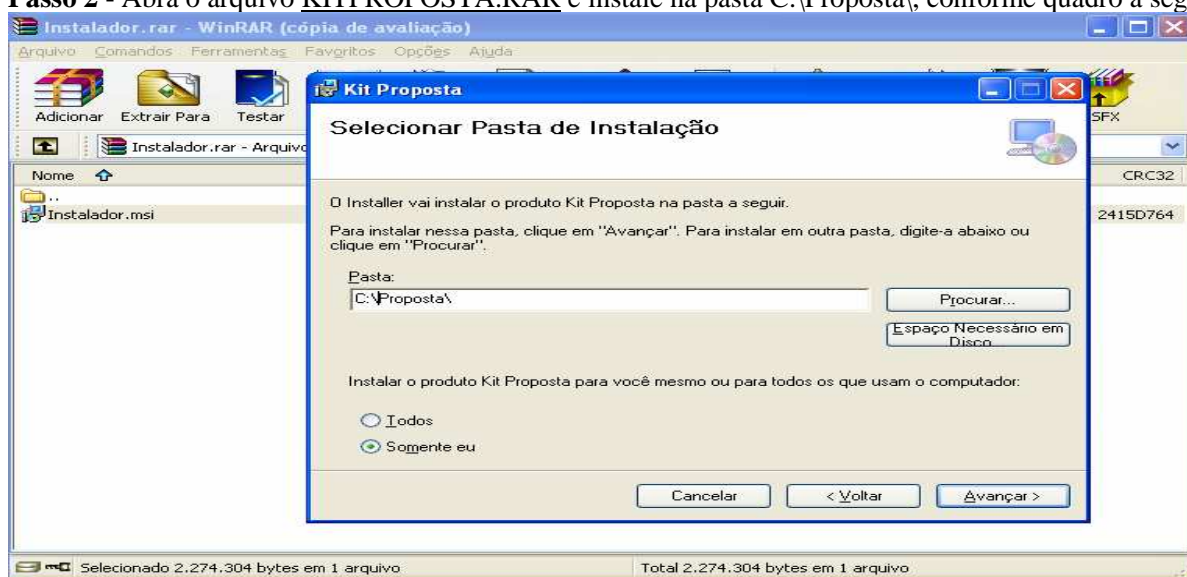 Passo 2 - Abra o arquivo KITPROPOSTA.RAR e instale na pasta C:\Proposta\, conforme quadro a seg
Instalador.rar - WinRAR (cópia de avaliação)
Arquivo Comandos Ferramentas Favoritos Opções Ajuda
Adicionar Extrair Para Testar SFX
Instalador.rar - Arquivo
Nome CRC32
..
Instalador.msi 2415D764
Kit Proposta
Selecionar Pasta de Instalação
O Installer vai instalar o produto Kit Proposta na pasta a seguir.
Para instalar nessa pasta, clique em "Avançar". Para instalar em outra pasta, digite-a abaixo ou
clique em "Procurar".
Pasta:
C:\Proposta\
Procurar...
Espaço Necessário em
Disco
Instalar o produto Kit Proposta para você mesmo ou para todos os que usam o computador:
Todos
Somente eu
Cancelar < Voltar Avançar >
Selecionado 2.274.304 bytes em 1 arquivo Total 2.274.304 bytes em 1 arquivo